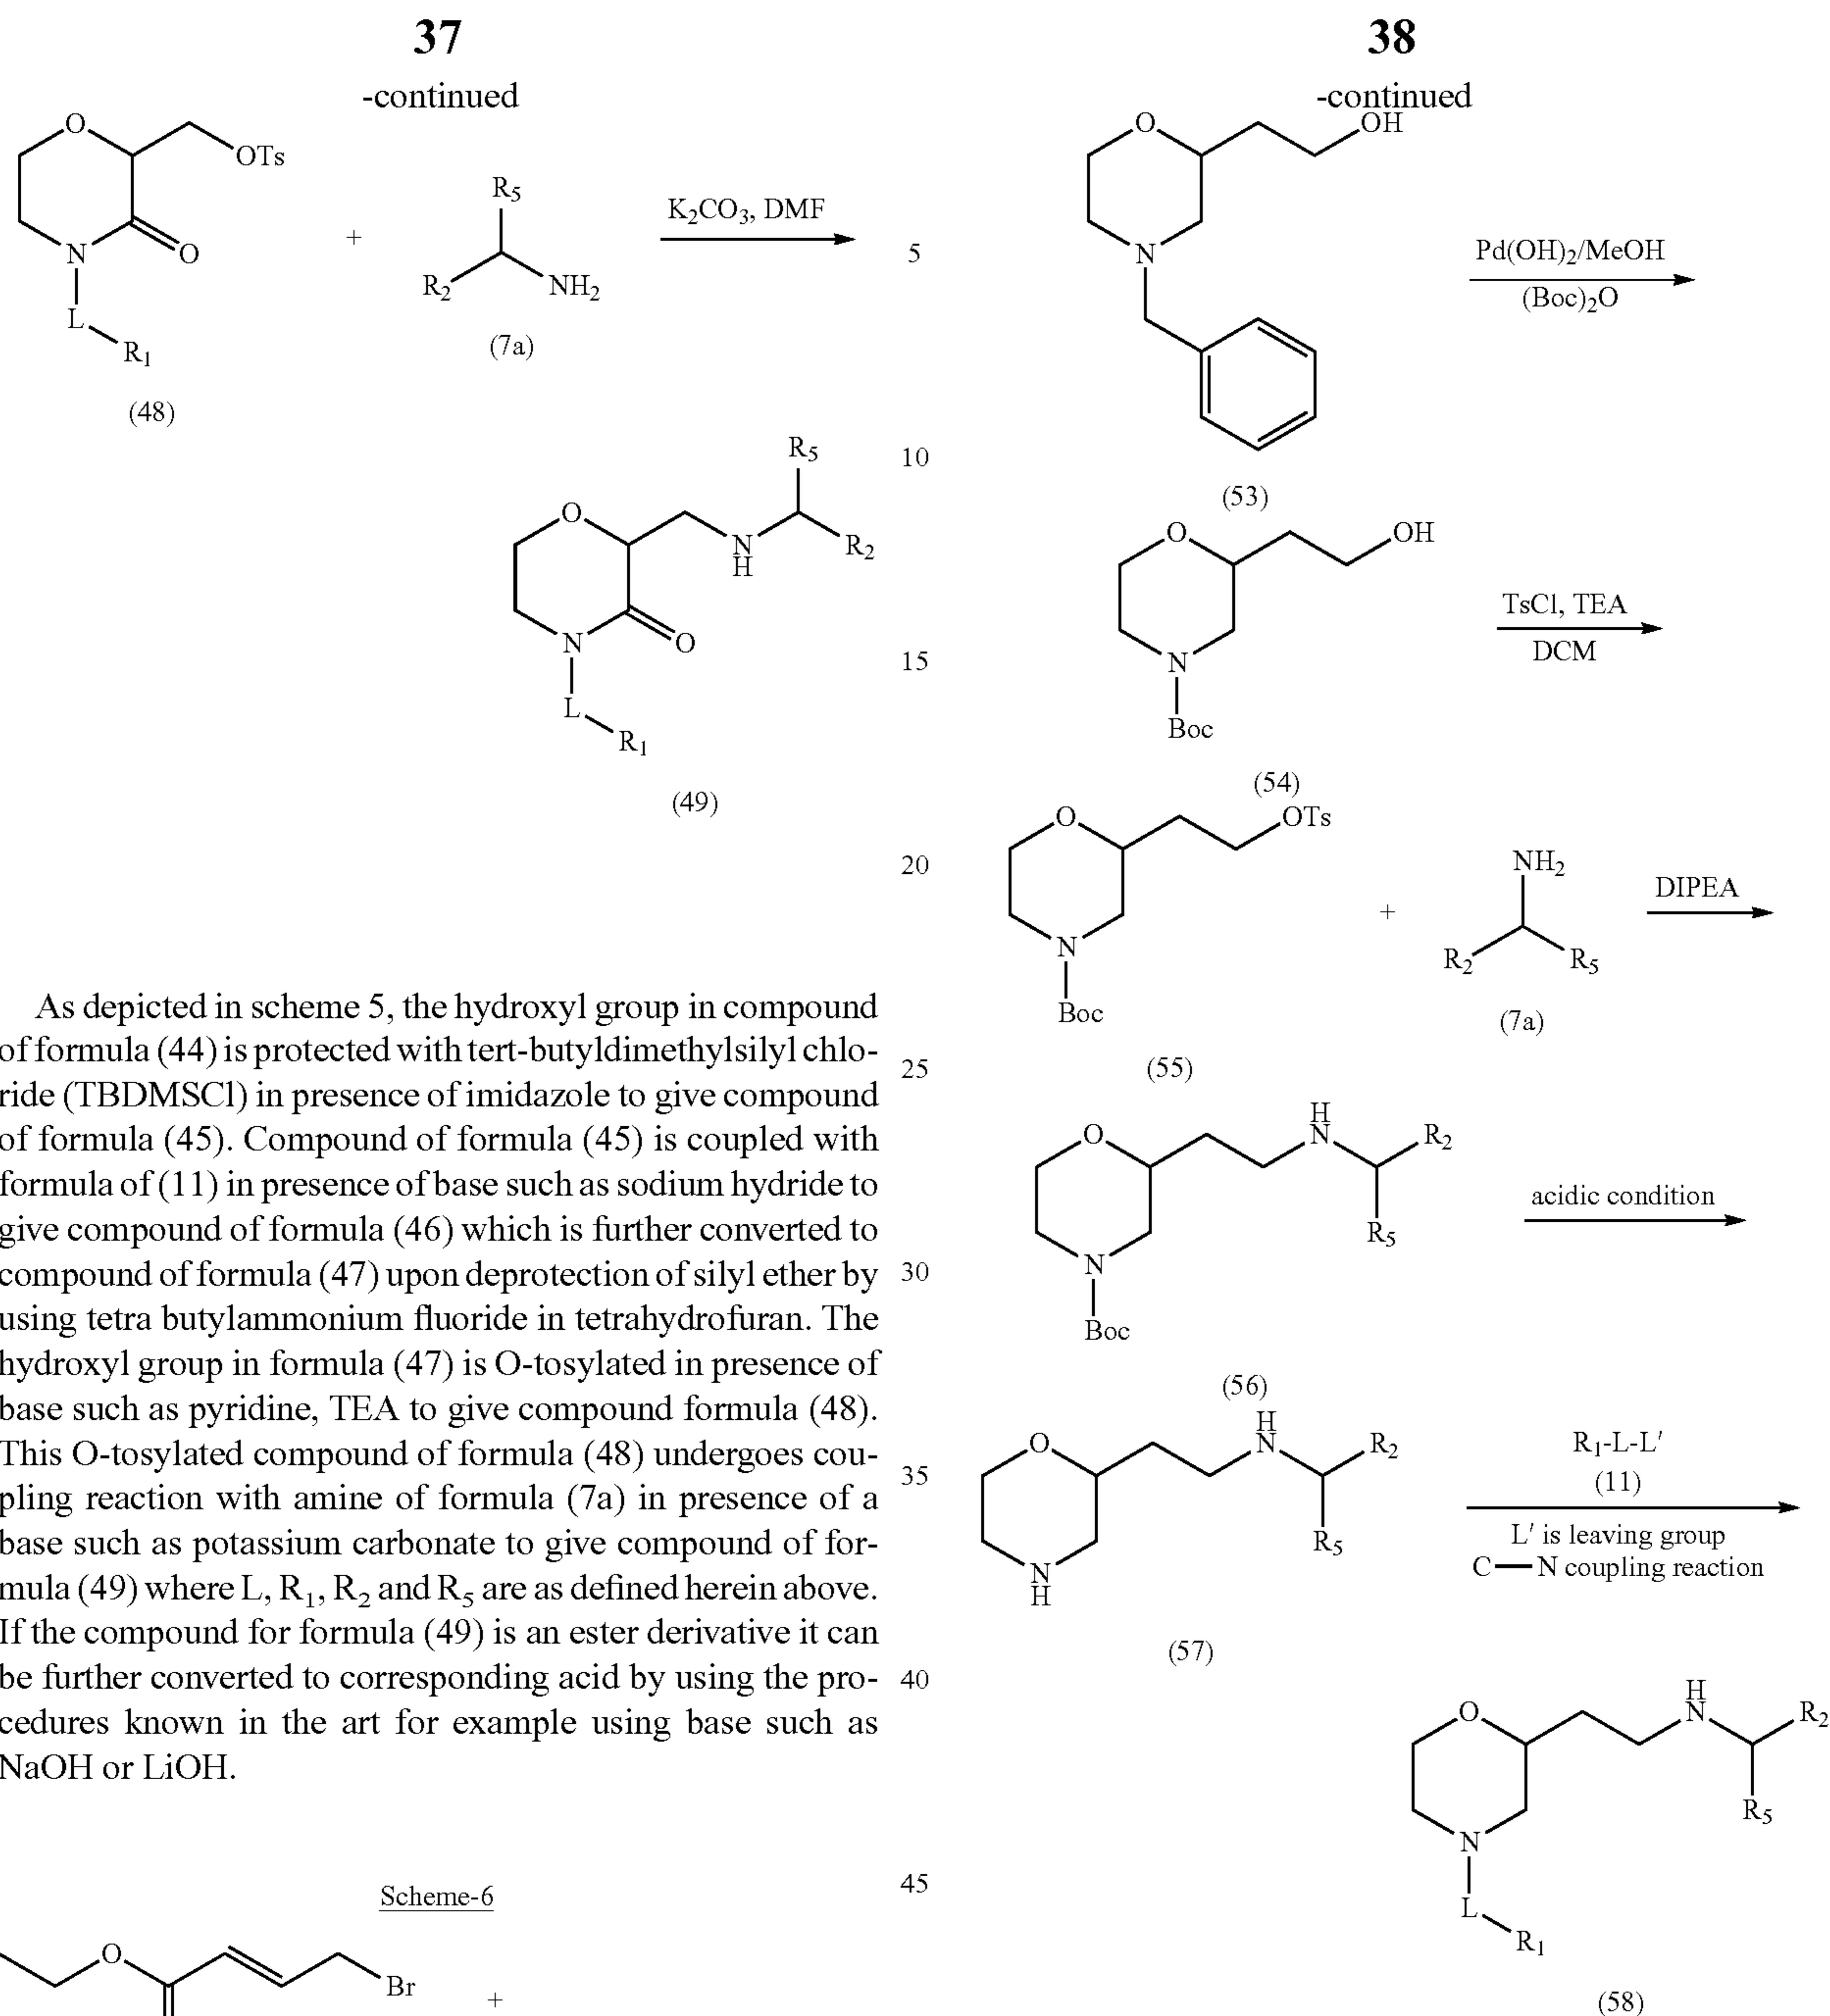 37
-continued
O
OTs
N
O
L
R1
(48)
+
R5
R2
NH2
(7a)
K2CO3, DMF
R5
O
N
H
R2
N
O
L
R1
(49)
As depicted in scheme 5, the hydroxyl group in compound
of formula (44) is protected with tert-butyldimethylsilyl chlo-
ride (TBDMSCl) in presence of imidazole to give compound
of formula (45). Compound of formula (45) is coupled with
formula of (11) in presence of base such as sodium hydride to
give compound of formula (46) which is further converted to
compound of formula (47) upon deprotection of silyl ether by
using tetra butylammonium fluoride in tetrahydrofuran. The
hydroxyl group in formula (47) is O-tosylated in presence of
base such as pyridine, TEA to give compound formula (48).
This O-tosylated compound of formula (48) undergoes cou-
pling reaction with amine of formula (7a) in presence of a
base such as potassium carbonate to give compound of for-
mula (49) where L, R1, R2 and R5 are as defined herein above.
If the compound for formula (49) is an ester derivative it can
be further converted to corresponding acid by using the pro-
cedures known in the art for example using base such as
NaOH or LiOH.
Scheme-6
O
Br
+
5
10
15
20
25
30
35
40
45
38
-continued
O
OH
N
Pd(OH)2/MeOH
(Boc)2O
(53)
O
OH
N
Boc
TsCl, TEA
DCM
(54)
O
OTs
N
Boc
(55)
+
NH2
R2
R5
(7a)
DIPEA
O
H
N
R2
R5
N
Boc
acidic condition
(56)
O
H
N
R2
R5
N
H
R1-L-L′
(11)
L′ is leaving group
C—N coupling reaction
(57)
O
H
N
R2
R5
N
L
R1
(58)